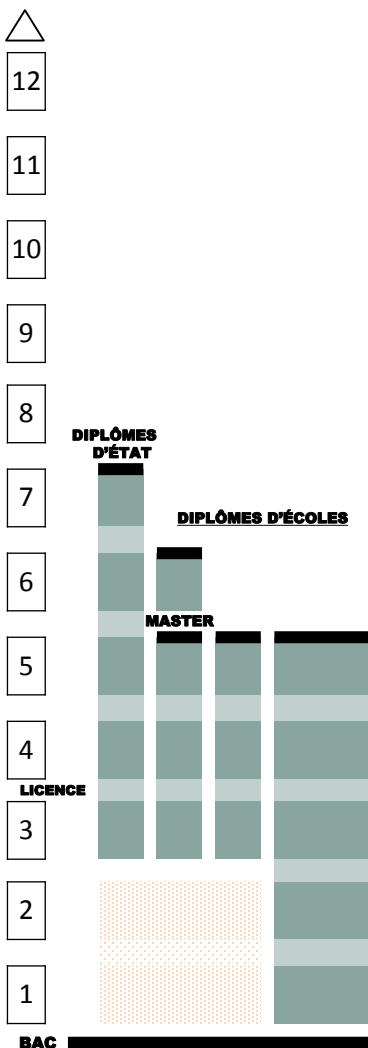 12
11
10
9
8
DIPLÔMES
D'ÉTAT
7
DIPLÔMES D'ÉCOLES
6
MASTER
5
4
LICENCE
3
2
1
BAC